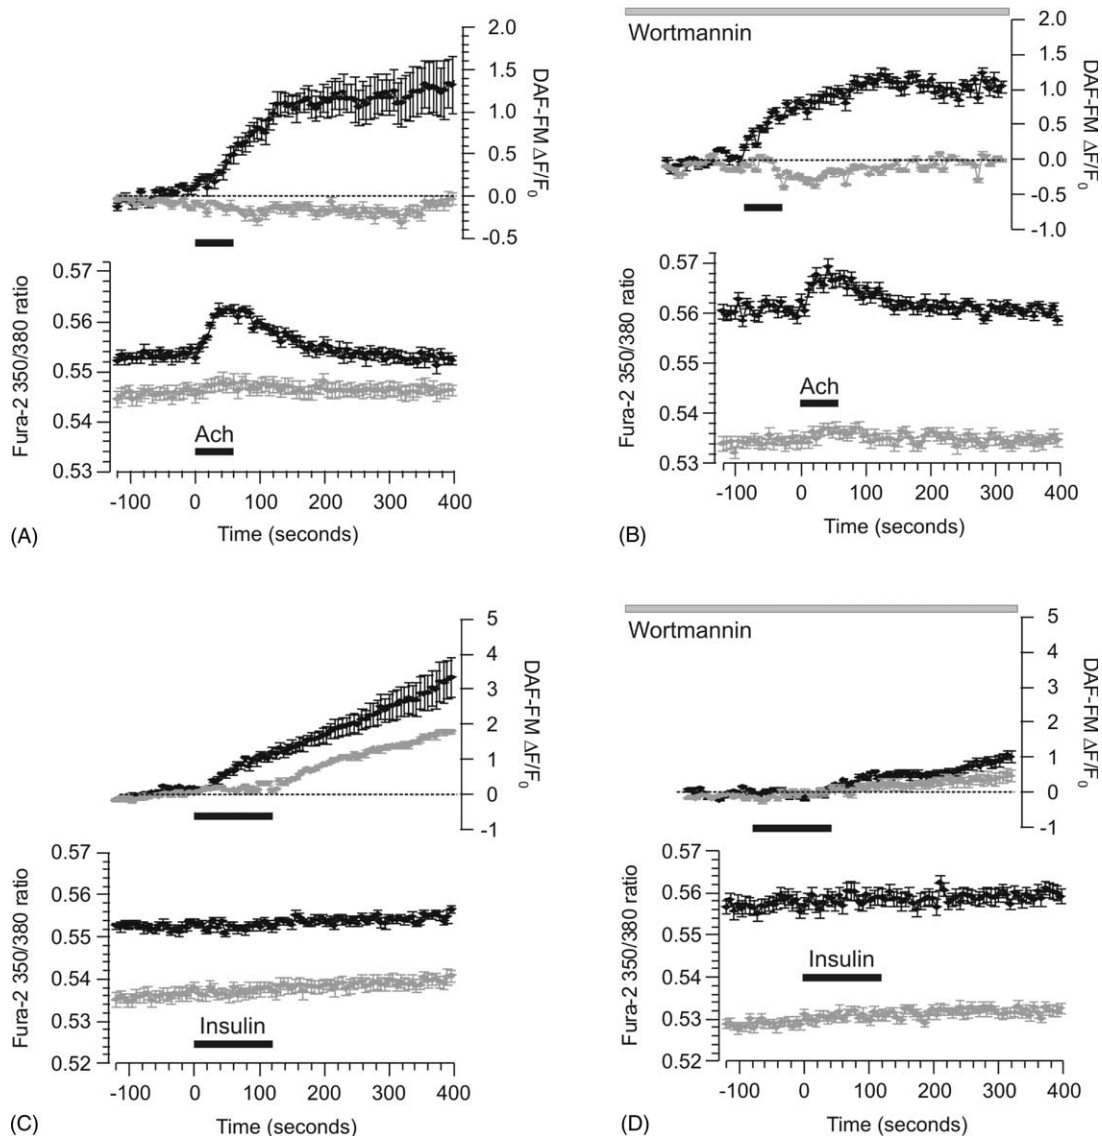 2.0
1.5
1.0
0.5
0.0
-0.5
DAF-FM ΔF/F0
0.57
0.56
0.55
0.54
0.53
Fura-2 350/380 ratio
Ach
-100 0 100 200 300 400
Time (seconds)
(A)
Wortmannin
2.0
1.5
1.0
0.5
0.0
-0.5
-1.0
DAF-FM ΔF/F0
0.57
0.56
0.55
0.54
0.53
Fura-2 350/380 ratio
Ach
-100 0 100 200 300 400
Time (seconds)
(B)
5
4
3
2
1
0
-1
DAF-FM ΔF/F0
0.57
0.56
0.55
0.54
0.53
0.52
Fura-2 350/380 ratio
Insulin
-100 0 100 200 300 400
Time (seconds)
(C)
Wortmannin
5
4
3
2
1
0
-1
DAF-FM ΔF/F0
0.57
0.56
0.55
0.54
0.53
0.52
Fura-2 350/380 ratio
Insulin
-100 0 100 200 300 400
Time (seconds)
(D)